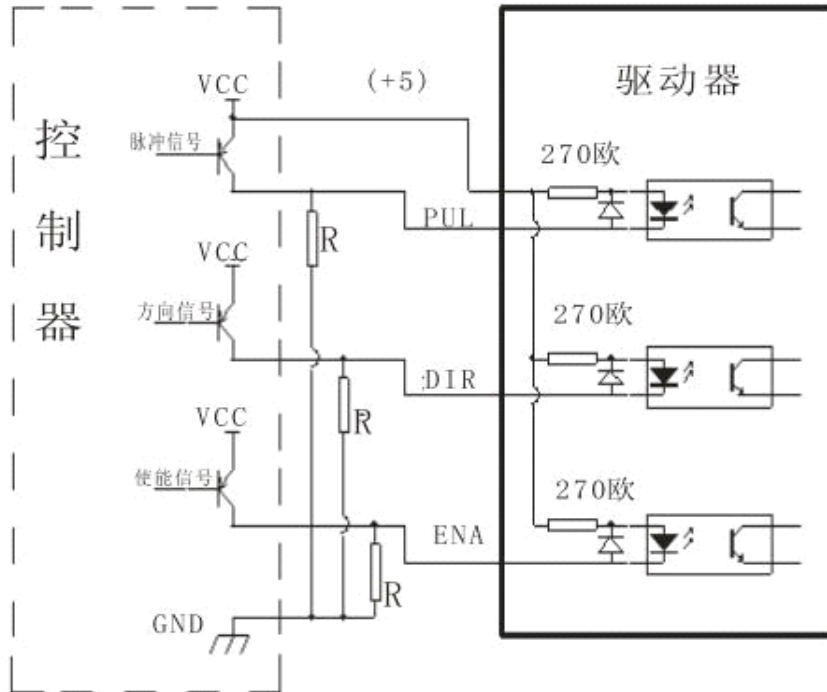 控制器
VCC
脉冲信号
(+5)
驱动器
270欧
PUL
R
VCC
方向信号
270欧
:DIR
R
VCC
使能信号
270欧
ENA
R
GND